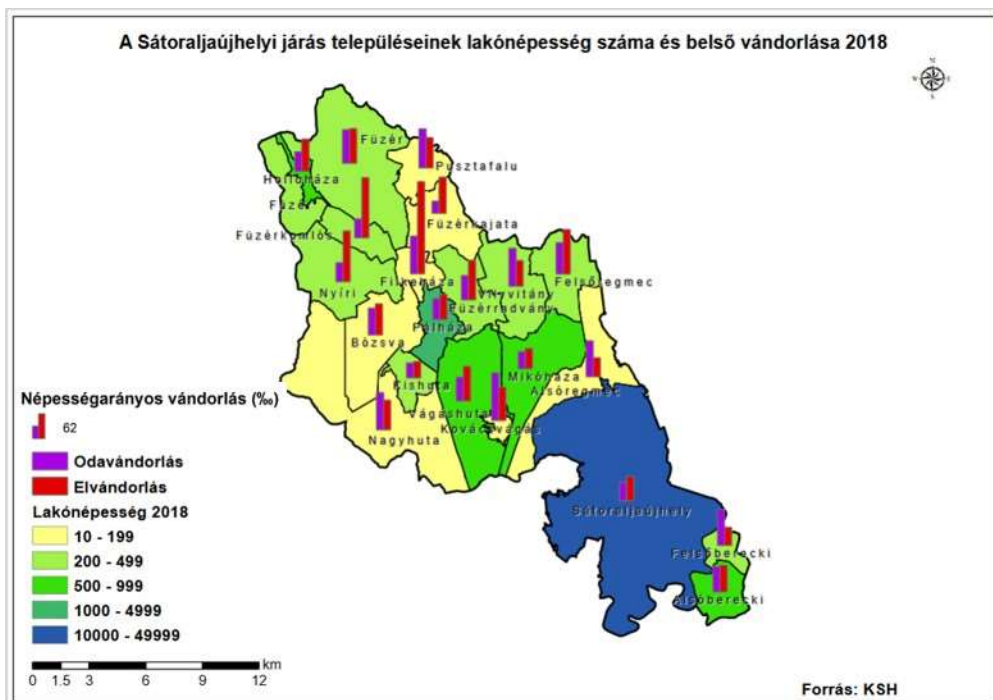 A Sátoraljaújhelyi járás településeinek lakónépesség száma és belső vándorlása 2018
N
W E
S
Füzér
Pusztafalu
Hollóháza
Füzér
Füzérkajata
Füzérkomlós
Filkeháza
Felsőregmec
Nyíri
Vilyvitány
Füzérradvány
Pálháza
Bózsva
Mikóháza
Alsóregmec
Kishuta
Vágáshuta
Kovácsvágás
Nagyhuta
Népességarányos vándorlás (‰)
62
Odavándorlás
Elvándorlás
Lakónépesség 2018
10 - 199
200 - 499
500 - 999
1000 - 4999
10000 - 49999
Sátoraljaújhely
Felsőberecki
Alsóberecki
km
0 1.5 3 6 9 12
Forrás: KSH